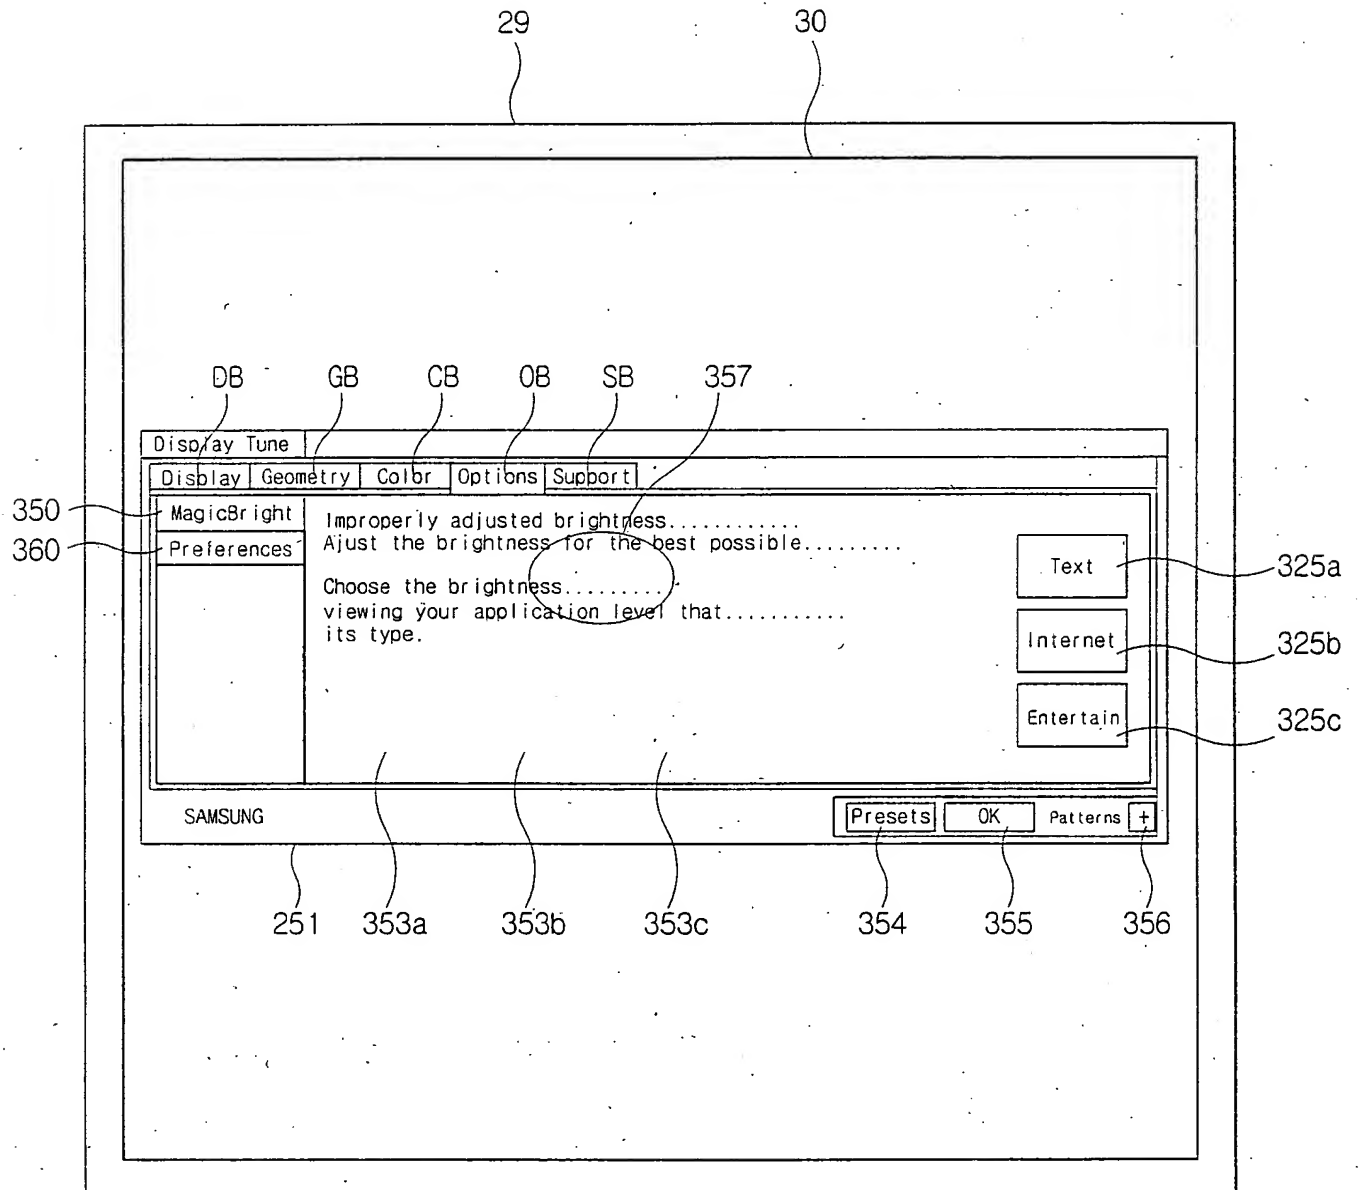 29 30
DB GB CB OB SB 357
Display Tune
Display Geometry Color Options Support
350 MagicBright
360 Preferences
Improperly adjusted brightness............
Ajust the brightness for the best possible.........
Choose the brightness.........
viewing your application level that...........
its type.
Text 325a
Internet 325b
Entertain 325c
SAMSUNG Presets OK Patterns +
251 353a 353b 353c 354 355 356